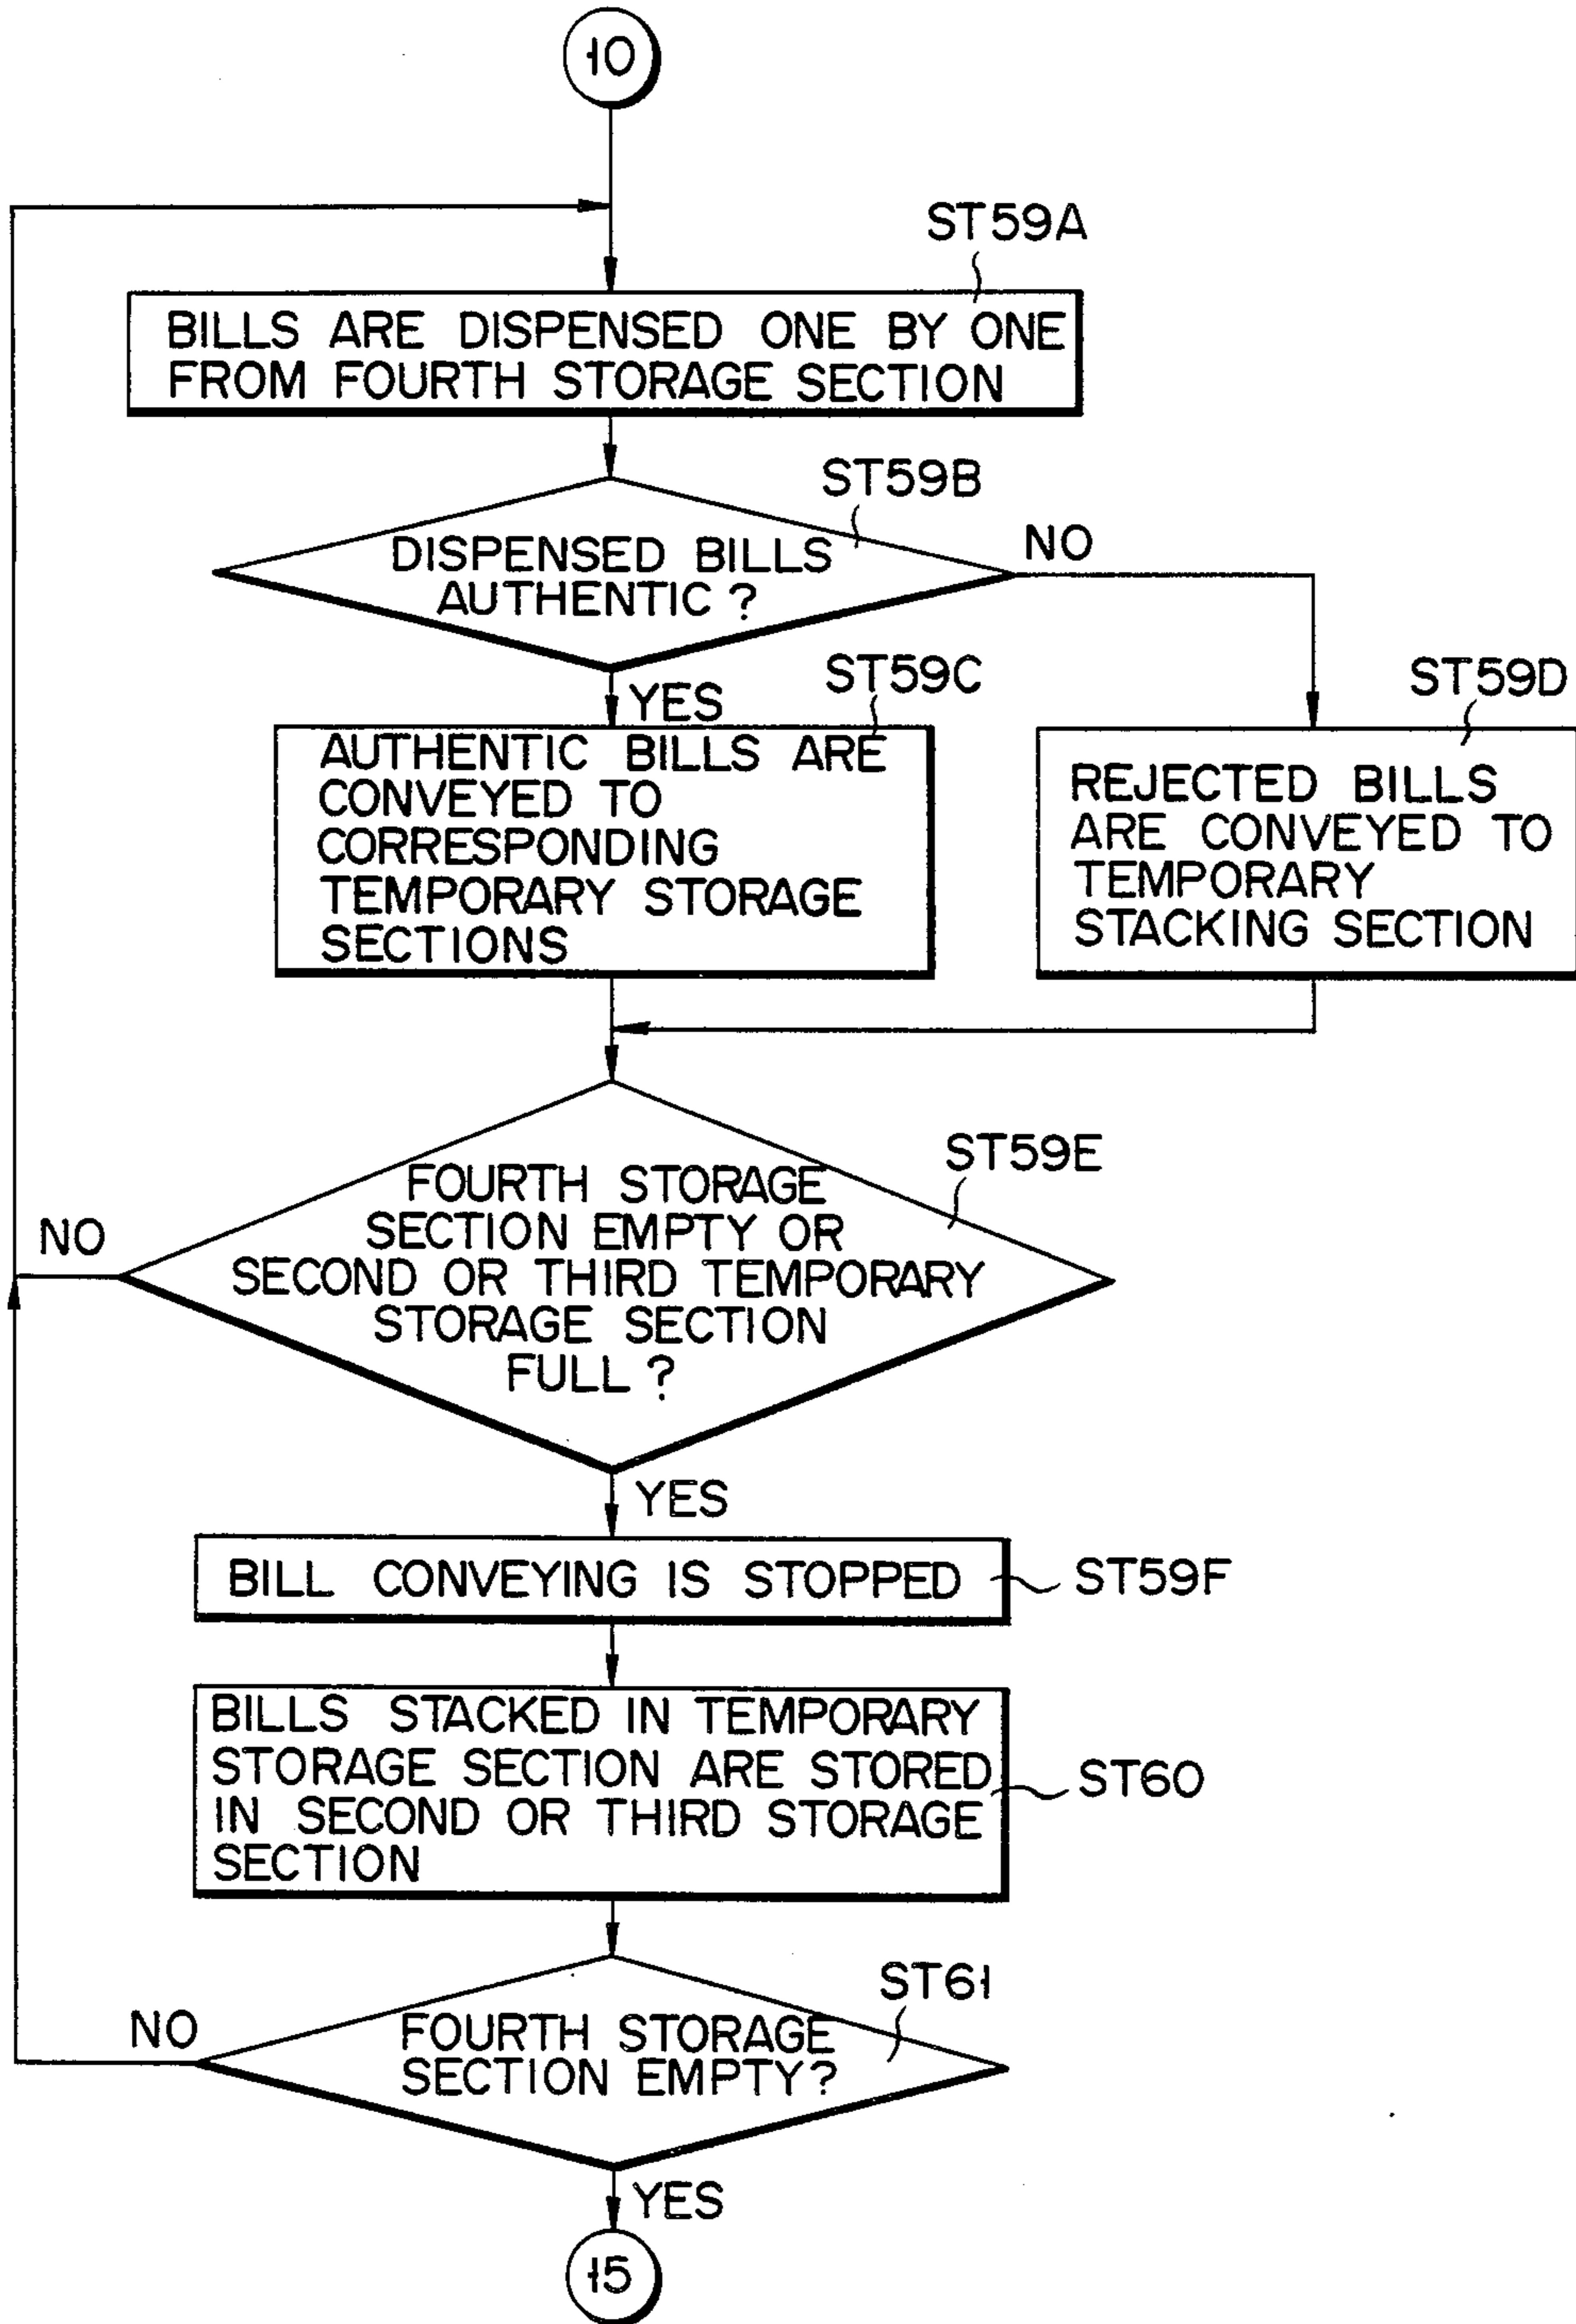 10
ST59A
BILLS ARE DISPENSED ONE BY ONE
FROM FOURTH STORAGE SECTION
ST59B
DISPENSED BILLS
AUTHENTIC ?
NO
YES
ST59C
ST59D
AUTHENTIC BILLS ARE
CONVEYED TO
CORRESPONDING
TEMPORARY STORAGE
SECTIONS
REJECTED BILLS
ARE CONVEYED TO
TEMPORARY
STACKING SECTION
ST59E
FOURTH STORAGE
SECTION EMPTY OR
SECOND OR THIRD TEMPORARY
STORAGE SECTION
FULL ?
NO
YES
BILL CONVEYING IS STOPPED
ST59F
BILLS STACKED IN TEMPORARY
STORAGE SECTION ARE STORED
IN SECOND OR THIRD STORAGE
SECTION
ST60
ST61
NO
FOURTH STORAGE
SECTION EMPTY?
YES
15